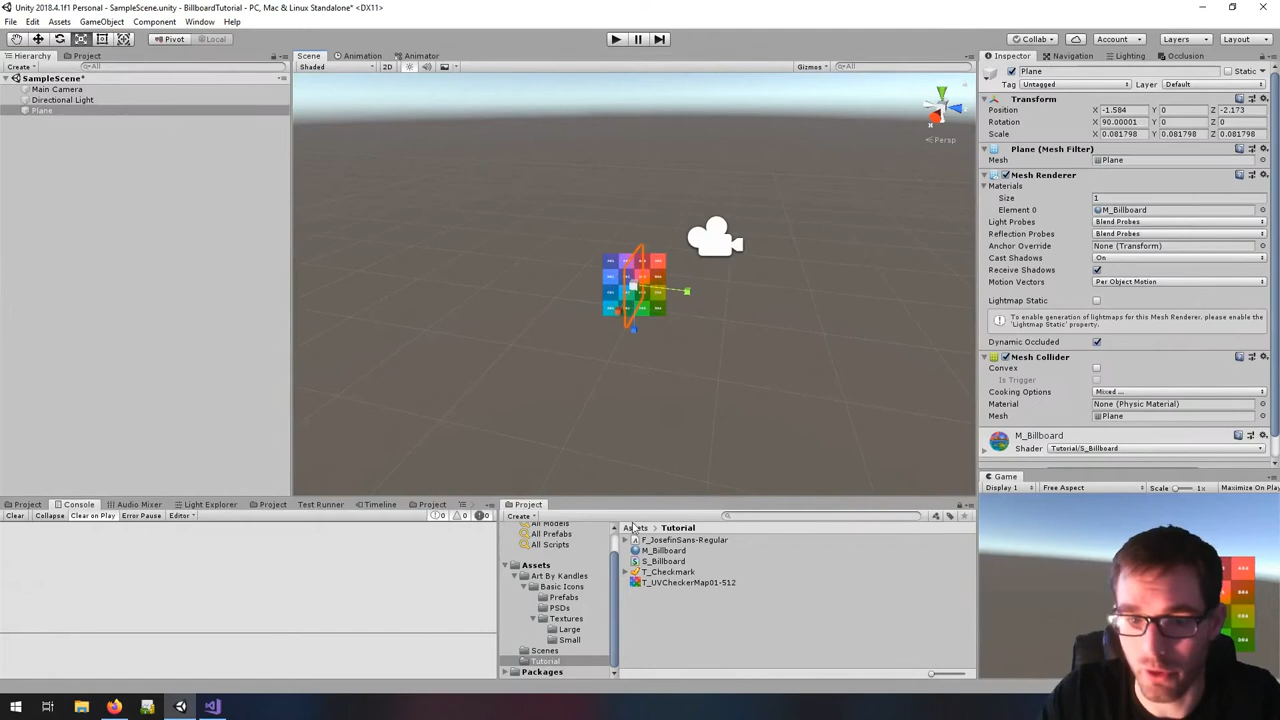 Unity 2018.4.1f1 Personal - SampleScene.unity - BillboardTutorial - PC, Mac & Linux Standalone* <DX11>
File Edit Assets GameObject Component Window Help
Pivot Local Collab Account Layers Layout
Hierarchy Project Scene Animation Animator Inspector Navigation Lighting Occlusion
Create All Shaded 2D Gizmos All Plane Static
SampleScene* Tag Untagged Layer Default
Main Camera Transform
Directional Light Position X -1.584 Y 0 Z -2.173
Plane Rotation X 90.00001 Y 0 Z 0
Scale X 0.081798 Y 0.081798 Z 0.081798
Persp
Plane (Mesh Filter)
Mesh Plane
Mesh Renderer
Materials
Size 1
Element 0 M_Billboard
Light Probes Blend Probes
Reflection Probes Blend Probes
Anchor Override None (Transform)
Cast Shadows On
Receive Shadows
Motion Vectors Per Object Motion
Lightmap Static
To enable generation of lightmaps for this Mesh Renderer, please enable the
'Lightmap Static' property.
Dynamic Occluded
Mesh Collider
Convex
Is Trigger
Cooking Options Mixed ...
Material None (Physic Material)
Mesh Plane
M_Billboard
Shader Tutorial/S_Billboard
Game
Display 1 Free Aspect Scale 1x Maximize On Play
Project Console Audio Mixer Light Explorer Project Test Runner Timeline Project Project
Clear Collapse Clear on Play Error Pause Editor 0 0 0 Create
All Models Assets > Tutorial
All Prefabs
All Scripts
Assets
Art By Kandles
Basic Icons
Prefabs
PSDs
Textures
Large
Small
Scenes
Tutorial
Packages
F_JosefinSans-Regular
M_Billboard
S_Billboard
T_Checkmark
T_UVCheckerMap01-512